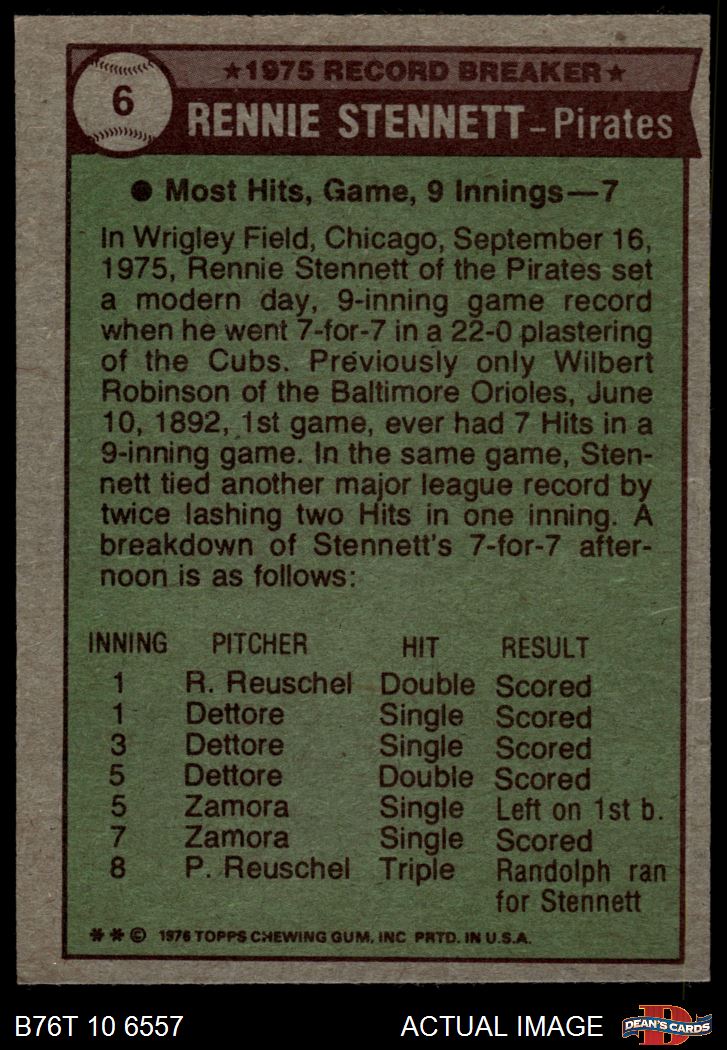 ★1975 RECORD BREAKER★
6
RENNIE STENNETT–Pirates
● Most Hits, Game, 9 Innings—7
In Wrigley Field, Chicago, September 16,
1975, Rennie Stennett of the Pirates set
a modern day, 9-inning game record
when he went 7-for-7 in a 22-0 plastering
of the Cubs. Previously only Wilbert
Robinson of the Baltimore Orioles, June
10, 1892, 1st game, ever had 7 Hits in a
9-inning game. In the same game, Sten-
nett tied another major league record by
twice lashing two Hits in one inning. A
breakdown of Stennett's 7-for-7 after-
noon is as follows:
INNING PITCHER HIT RESULT
1 R. Reuschel Double Scored
1 Dettore Single Scored
3 Dettore Single Scored
5 Dettore Double Scored
5 Zamora Single Left on 1st b.
7 Zamora Single Scored
8 P. Reuschel Triple Randolph ran
for Stennett
✱✱© 1976 TOPPS CHEWING GUM, INC PRTD. IN U.S.A.
B76T 10 6557 ACTUAL IMAGE
D
DEAN'S CARDS